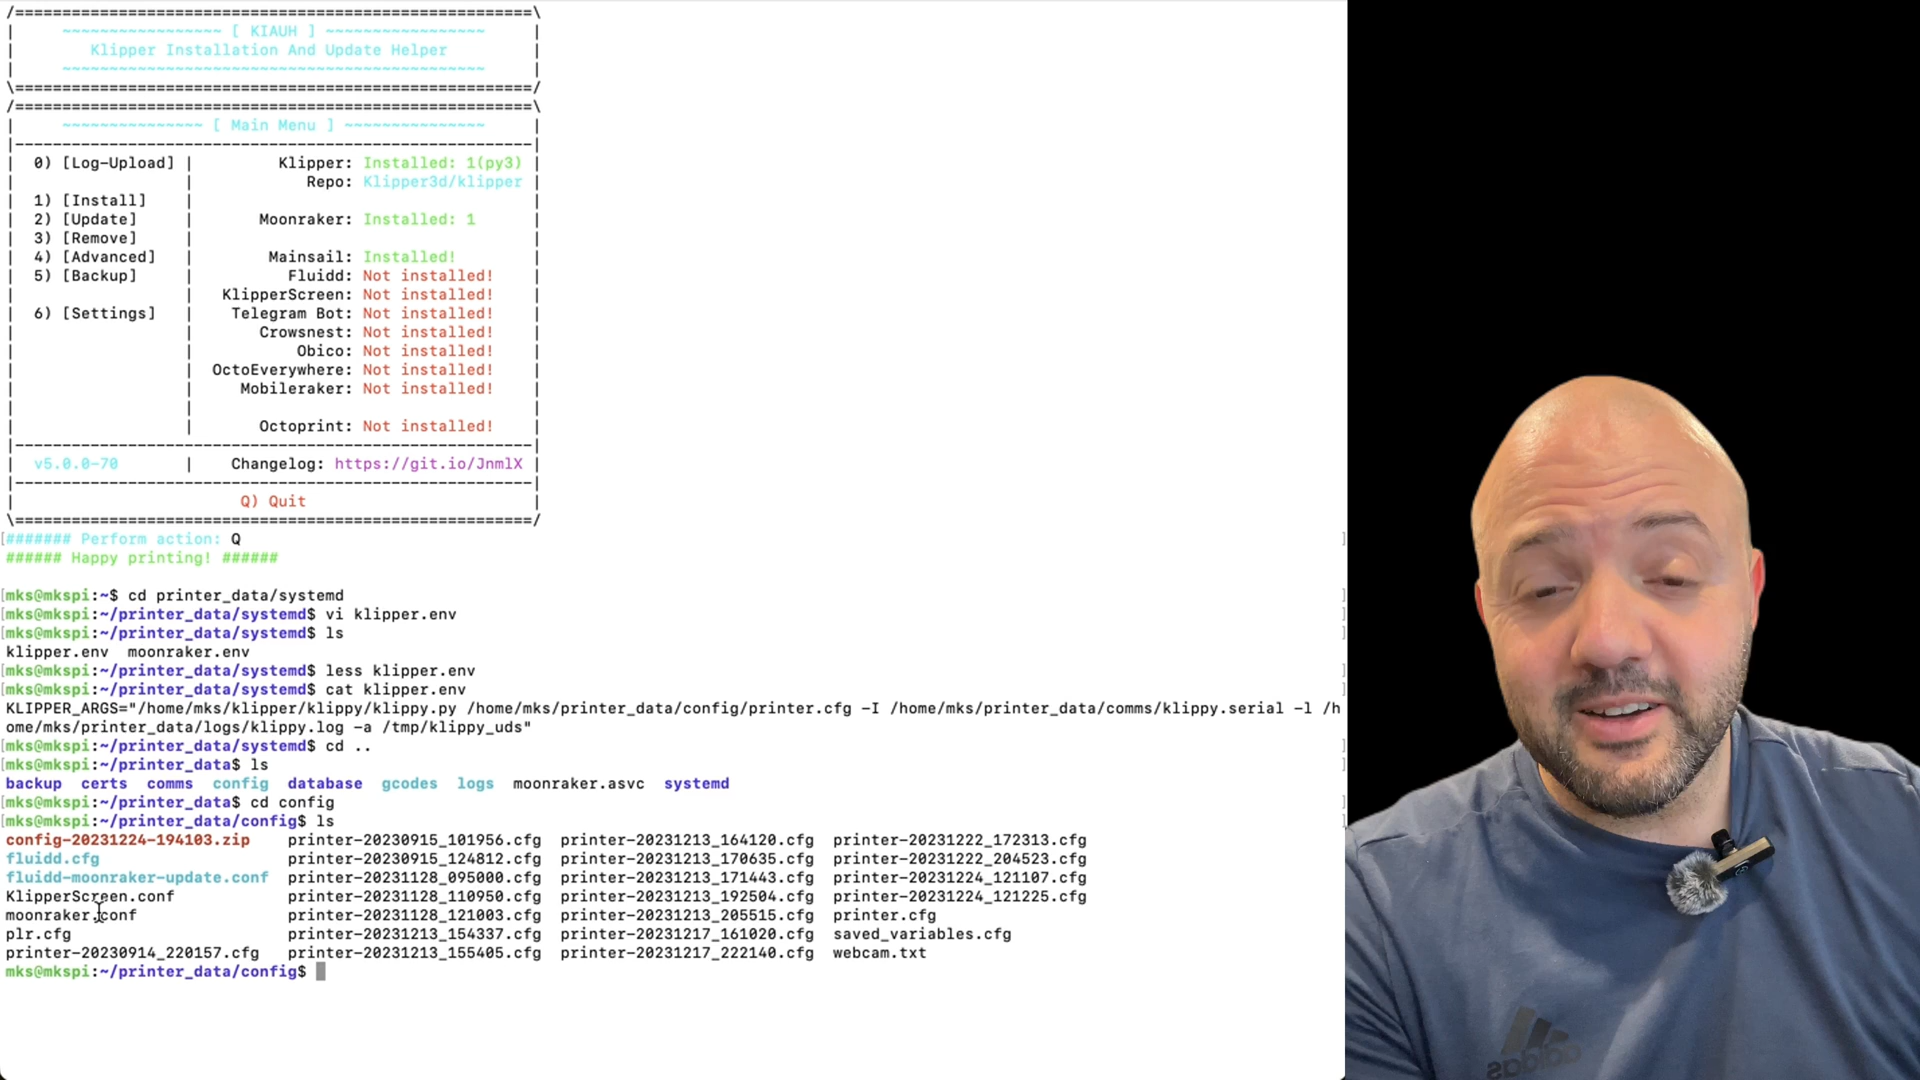 /=======================================================\
|     ~~~~~~~~~~~~~~~~~ [ KIAUH ] ~~~~~~~~~~~~~~~~~     |
|        Klipper Installation And Update Helper         |
|     ~~~~~~~~~~~~~~~~~~~~~~~~~~~~~~~~~~~~~~~~~~~~~     |
\=======================================================/
/=======================================================\
|     ~~~~~~~~~~~~~~~ [ Main Menu ] ~~~~~~~~~~~~~~~     |
|-------------------------------------------------------|
|  0) [Log-Upload] |         Klipper: Installed: 1(py3) |
|                  |            Repo: Klipper3d/klipper |
|  1) [Install]    |
|  2) [Update]     |       Moonraker: Installed: 1      |
|  3) [Remove]     |
|  4) [Advanced]   |        Mainsail: Installed!        |
|  5) [Backup]     |          Fluidd: Not installed!    |
|                  |   KlipperScreen: Not installed!    |
|  6) [Settings]   |    Telegram Bot: Not installed!    |
|                  |       Crowsnest: Not installed!    |
|                  |           Obico: Not installed!    |
|                  |  OctoEverywhere: Not installed!    |
|                  |     Mobileraker: Not installed!    |
|                  |                                    |
|                  |       Octoprint: Not installed!    |
|-------------------------------------------------------|
|  v5.0.0-70       |    Changelog: https://git.io/JnmlX |
|-------------------------------------------------------|
|                        Q) Quit                        |
\=======================================================/
####### Perform action: Q
###### Happy printing! ######
mks@mkspi:~$ cd printer_data/systemd
mks@mkspi:~/printer_data/systemd$ vi klipper.env
mks@mkspi:~/printer_data/systemd$ ls
klipper.env  moonraker.env
mks@mkspi:~/printer_data/systemd$ less klipper.env
mks@mkspi:~/printer_data/systemd$ cat klipper.env
KLIPPER_ARGS="/home/mks/klipper/klippy/klippy.py /home/mks/printer_data/config/printer.cfg -I /home/mks/printer_data/comms/klippy.serial -l /h
ome/mks/printer_data/logs/klippy.log -a /tmp/klippy_uds"
mks@mkspi:~/printer_data/systemd$ cd ..
mks@mkspi:~/printer_data$ ls
backup  certs  comms  config  database  gcodes  logs  moonraker.asvc  systemd
mks@mkspi:~/printer_data$ cd config
mks@mkspi:~/printer_data/config$ ls
config-20231224-194103.zip  printer-20230915_101956.cfg  printer-20231213_164120.cfg  printer-20231222_172313.cfg
fluidd.cfg  printer-20230915_124812.cfg  printer-20231213_170635.cfg  printer-20231222_204523.cfg
fluidd-moonraker-update.conf  printer-20231128_095000.cfg  printer-20231213_171443.cfg  printer-20231224_121107.cfg
KlipperScreen.conf  printer-20231128_110950.cfg  printer-20231213_192504.cfg  printer-20231224_121225.cfg
moonraker.conf  printer-20231128_121003.cfg  printer-20231213_205515.cfg  printer.cfg
plr.cfg  printer-20231213_154337.cfg  printer-20231217_161020.cfg  saved_variables.cfg
printer-20230914_220157.cfg  printer-20231213_155405.cfg  printer-20231217_222140.cfg  webcam.txt
mks@mkspi:~/printer_data/config$
adidas